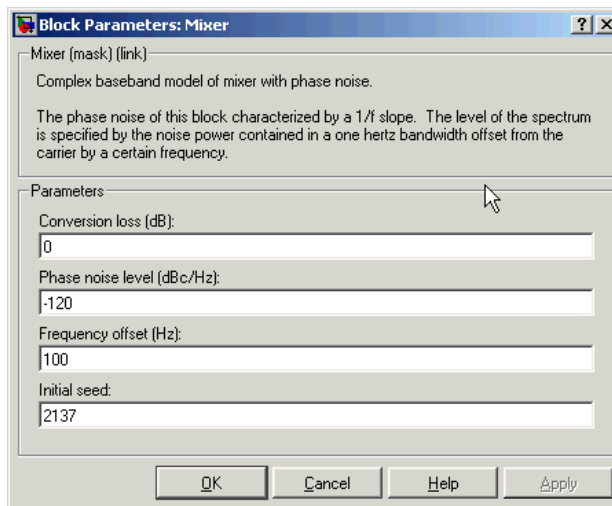 Block Parameters: Mixer
Mixer (mask) (link)
Complex baseband model of mixer with phase noise.
The phase noise of this block characterized by a 1/f slope. The level of the spectrum
is specified by the noise power contained in a one hertz bandwidth offset from the
carrier by a certain frequency.
Parameters
Conversion loss (dB):
0
Phase noise level (dBc/Hz):
-120
Frequency offset (Hz):
100
Initial seed:
2137
OK Cancel Help Apply